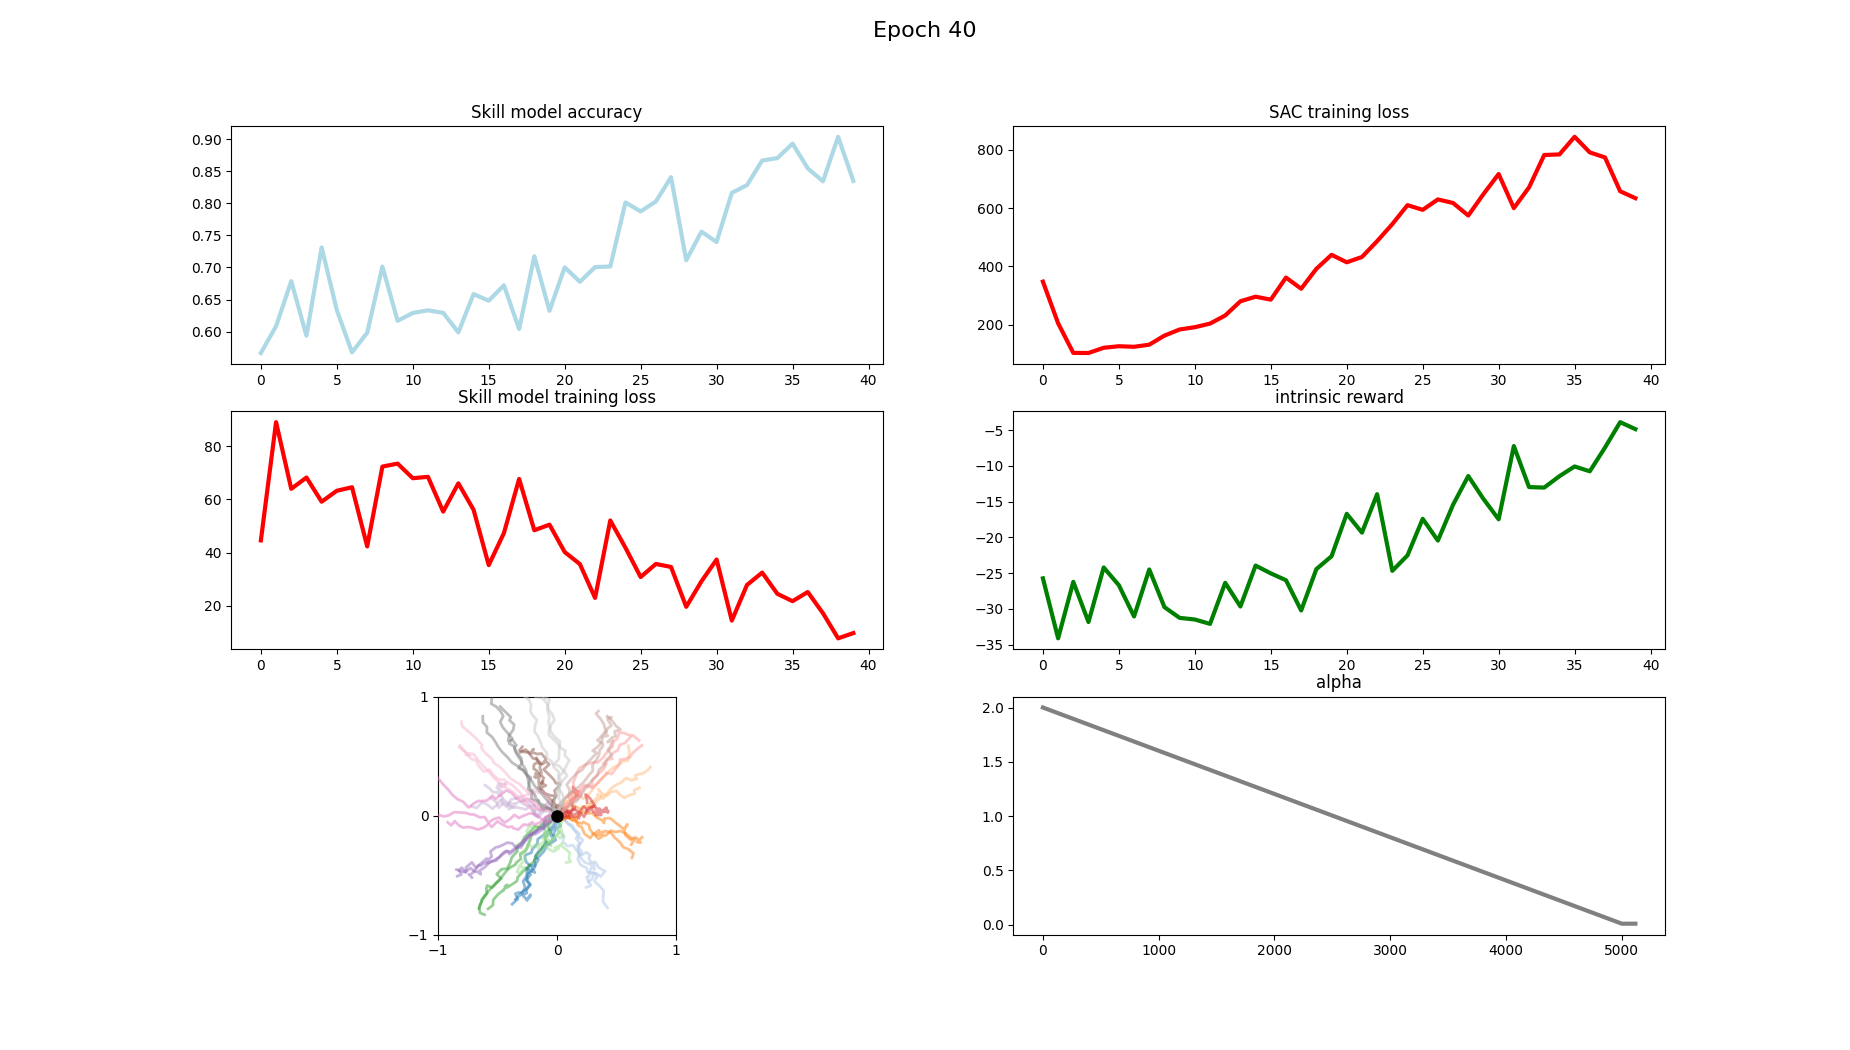 Epoch 40
Skill model accuracy
0.90
0.85
0.80
0.75
0.70
0.65
0.60
0 5 10 15 20 25 30 35 40
SAC training loss
800
600
400
200
0 5 10 15 20 25 30 35 40
Skill model training loss
80
60
40
20
0 5 10 15 20 25 30 35 40
intrinsic reward
−5
−10
−15
−20
−25
−30
−35
0 5 10 15 20 25 30 35 40
1
0
−1
−1 0 1
alpha
2.0
1.5
1.0
0.5
0.0
0 1000 2000 3000 4000 5000